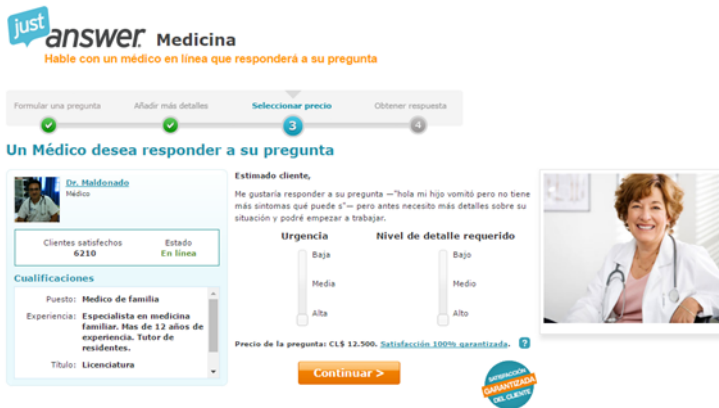 just
answer Medicina
Hable con un médico en línea que responderá a su pregunta
Formular una pregunta Añadir más detalles Seleccionar precio Obtener respuesta
3 4
Un Médico desea responder a su pregunta
Dr. Maldonado
Médico
Clientes satisfechos Estado
6210 En línea
Cualificaciones
Puesto: Medico de familia
Experiencia: Especialista en medicina
familiar. Mas de 12 años de
experiencia. Tutor de
residentes.
Título: Licenciatura
Estimado cliente,
Me gustaría responder a su pregunta —"hola mi hijo vomitó pero no tiene
más sintomas qué puede s"— pero antes necesito más detalles sobre su
situación y podré empezar a trabajar.
Urgencia Nivel de detalle requerido
Baja Bajo
Media Medio
Alta Alto
Precio de la pregunta: CL$ 12.500. Satisfacción 100% garantizada. ?
Continuar >
SATISFACCIÓN
GARANTIZADA
DEL CLIENTE